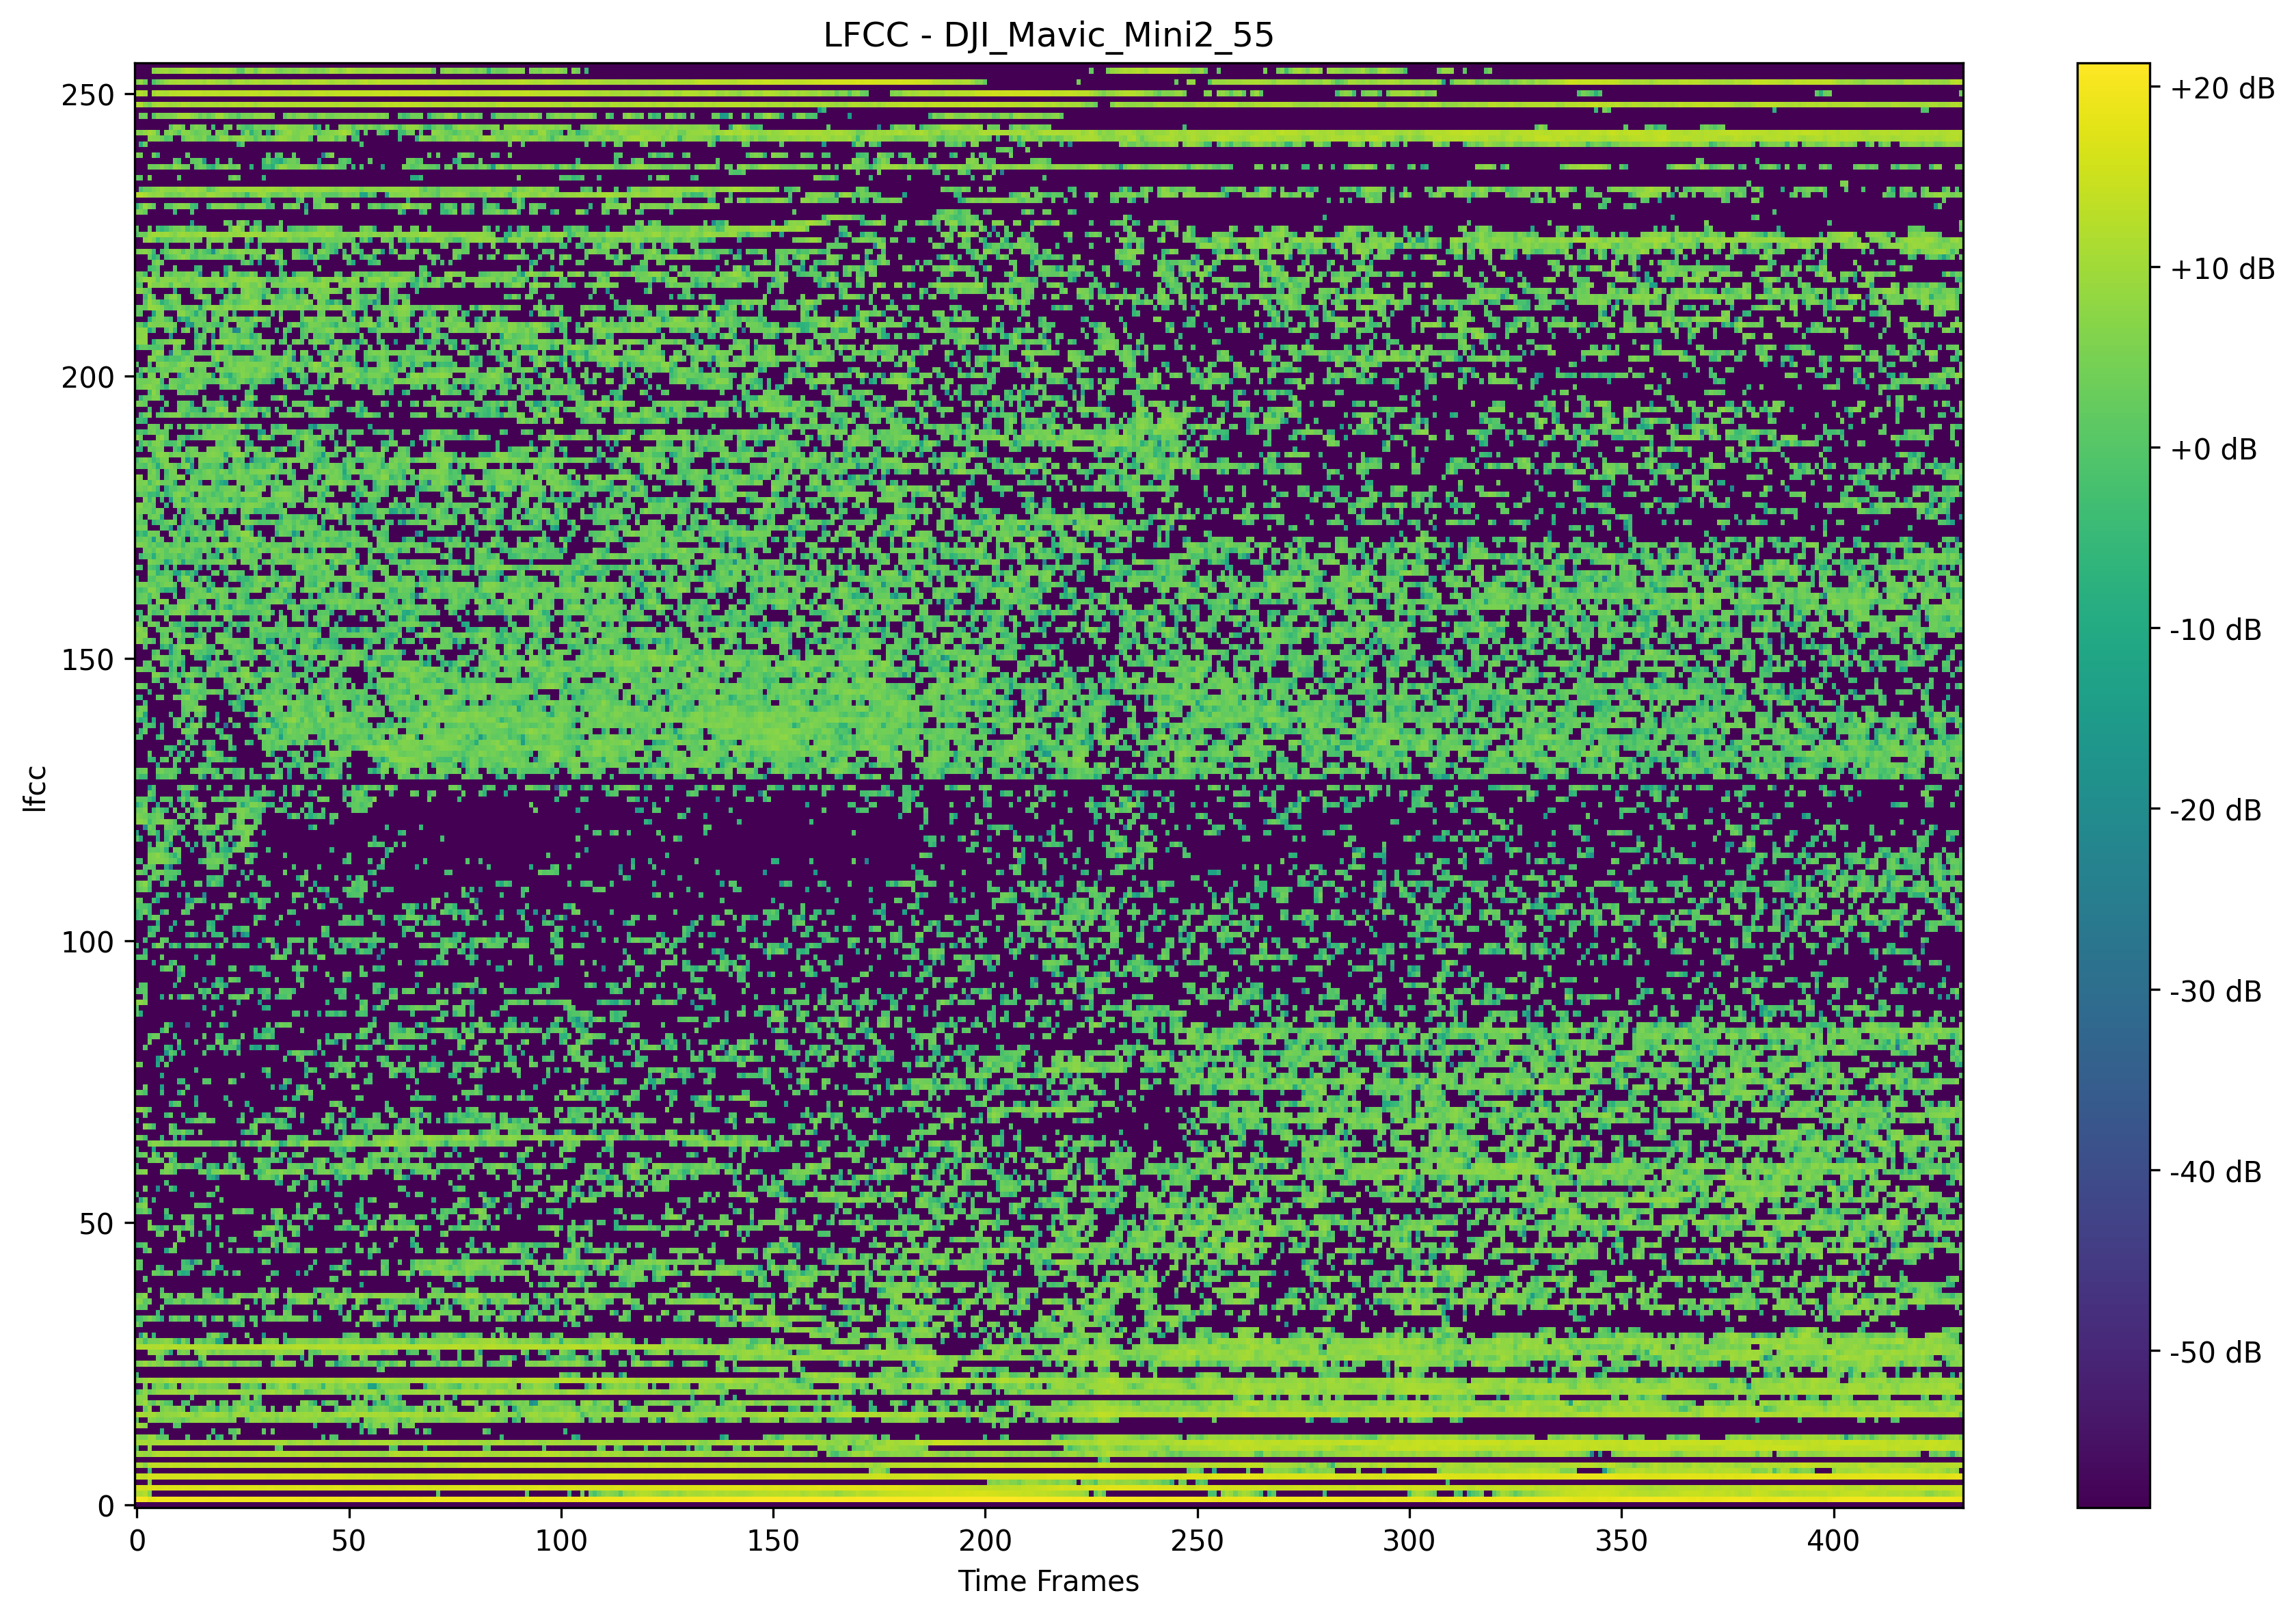 LFCC - DJI_Mavic_Mini2_55
250
200
150
100
50
0
lfcc
0 50 100 150 200 250 300 350 400
Time Frames
+20 dB
+10 dB
+0 dB
-10 dB
-20 dB
-30 dB
-40 dB
-50 dB